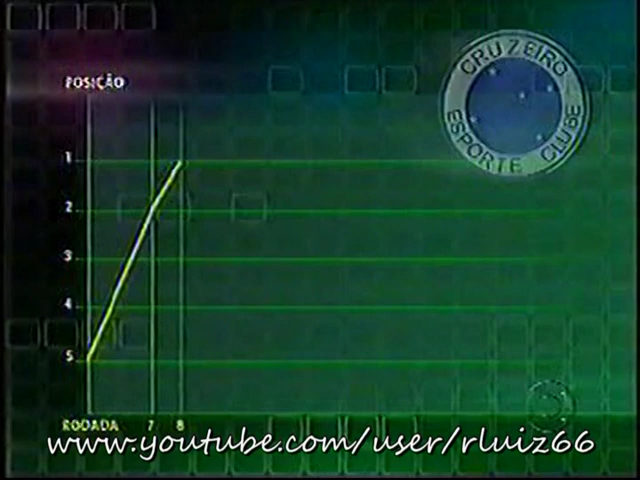 CRUZEIRO
ESPORTE CLUBE
POSIÇÃO
1
2
3
4
5
RODADA 7 8
www.youtube.com/user/rluiz66